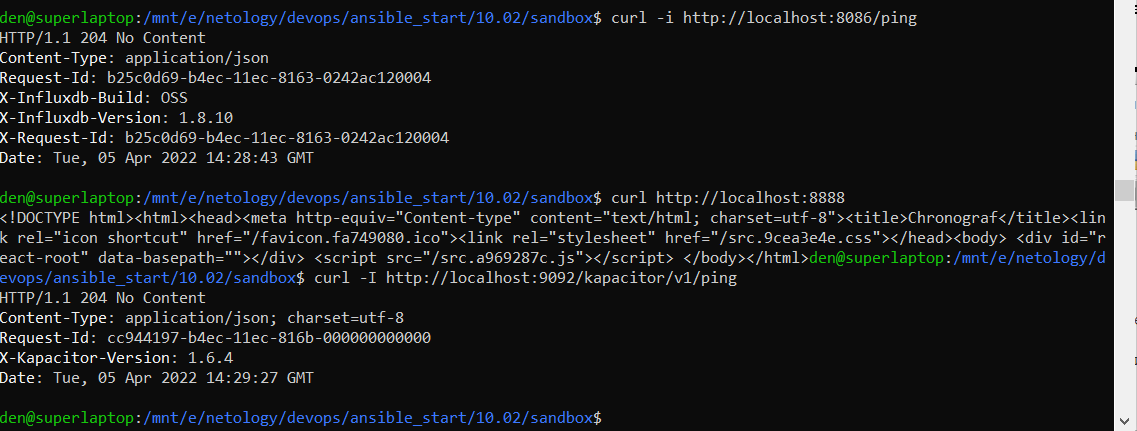 den@superlaptop:/mnt/e/netology/devops/ansible_start/10.02/sandbox$ curl -i http://localhost:8086/ping
HTTP/1.1 204 No Content
Content-Type: application/json
Request-Id: b25c0d69-b4ec-11ec-8163-0242ac120004
X-Influxdb-Build: OSS
X-Influxdb-Version: 1.8.10
X-Request-Id: b25c0d69-b4ec-11ec-8163-0242ac120004
Date: Tue, 05 Apr 2022 14:28:43 GMT
den@superlaptop:/mnt/e/netology/devops/ansible_start/10.02/sandbox$ curl http://localhost:8888
<!DOCTYPE html><html><head><meta http-equiv="Content-type" content="text/html; charset=utf-8"><title>Chronograf</title><lin
k rel="icon shortcut" href="/favicon.fa749080.ico"><link rel="stylesheet" href="/src.9cea3e4e.css"></head><body> <div id="r
eact-root" data-basepath=""></div> <script src="/src.a969287c.js"></script> </body></html>den@superlaptop:/mnt/e/netology/d
evops/ansible_start/10.02/sandbox$ curl -I http://localhost:9092/kapacitor/v1/ping
HTTP/1.1 204 No Content
Content-Type: application/json; charset=utf-8
Request-Id: cc944197-b4ec-11ec-816b-000000000000
X-Kapacitor-Version: 1.6.4
Date: Tue, 05 Apr 2022 14:29:27 GMT
den@superlaptop:/mnt/e/netology/devops/ansible_start/10.02/sandbox$